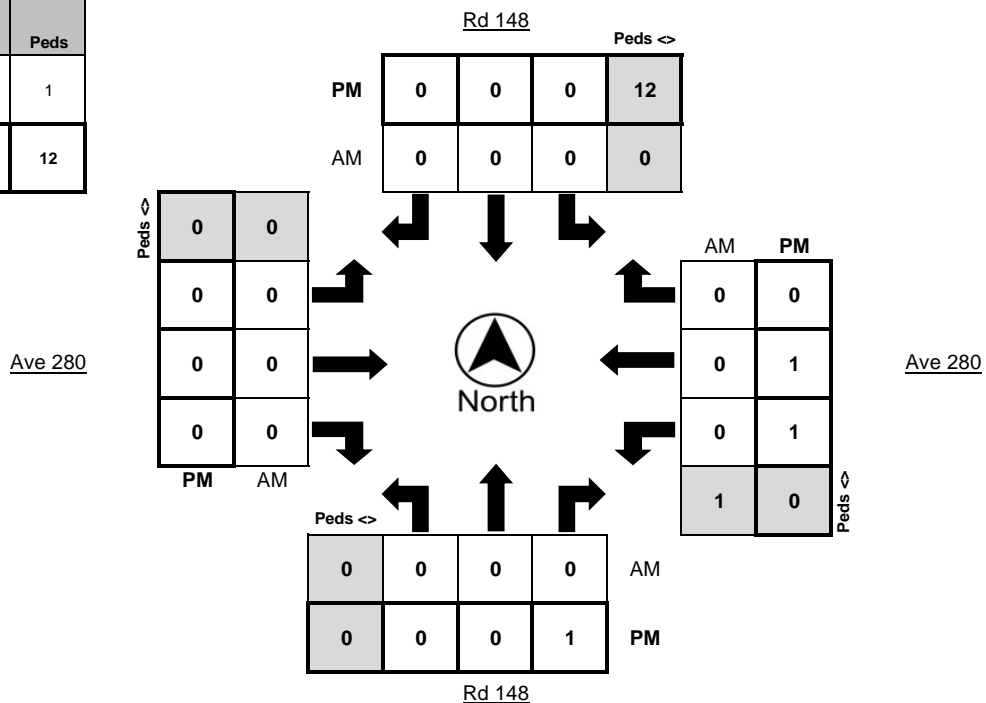 Rd 148
Peds
Peds <>
PM 0 0 0 12
1
AM 0 0 0 0
12
Peds <>
0 0
AM PM
0 0
0 0
Ave 280
0 0
North
0 1
Ave 280
0 0
0 1
PM AM
1 0
Peds <>
Peds <>
0 0 0 0 AM
0 0 0 1 PM
Rd 148